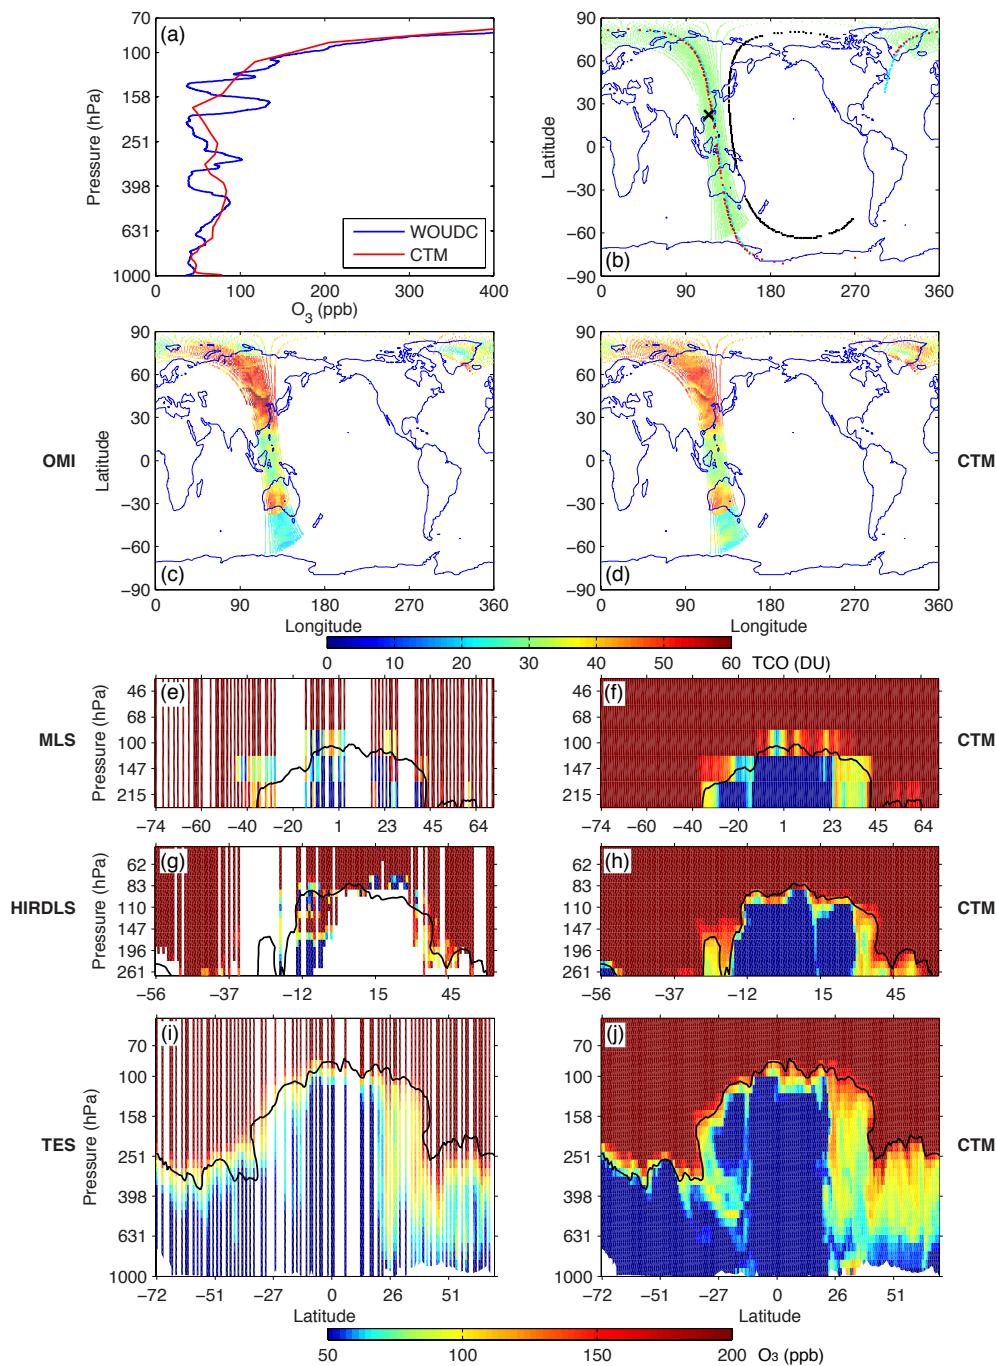 (a)
70
100
158
251
398
631
1000
Pressure (hPa)
WOUDC
CTM
0 100 200 300 400
O3 (ppb)
(b)
90
60
30
0
−30
−60
−90
Latitude
0 90 180 270 360
OMI
(c)
90
60
30
0
−30
−60
−90
Latitude
0 90 180 270 360
Longitude
(d)
90
60
30
0
−30
−60
−90
0 90 180 270 360
Longitude
CTM
0 10 20 30 40 50 60 TCO (DU)
MLS
(e)
46
68
100
147
215
Pressure (hPa)
−74 −60 −40 −20 1 23 45 64
(f)
46
68
100
147
215
−74 −60 −40 −20 1 23 45 64
CTM
HIRDLS
(g)
62
83
110
147
196
261
Pressure (hPa)
−56 −37 −12 15 45
(h)
62
83
110
147
196
261
−56 −37 −12 15 45
CTM
TES
(i)
70
100
158
251
398
631
1000
Pressure (hPa)
−72 −51 −27 0 26 51
Latitude
(j)
70
100
158
251
398
631
1000
−72 −51 −27 0 26 51
Latitude
CTM
50 100 150 200
O3 (ppb)